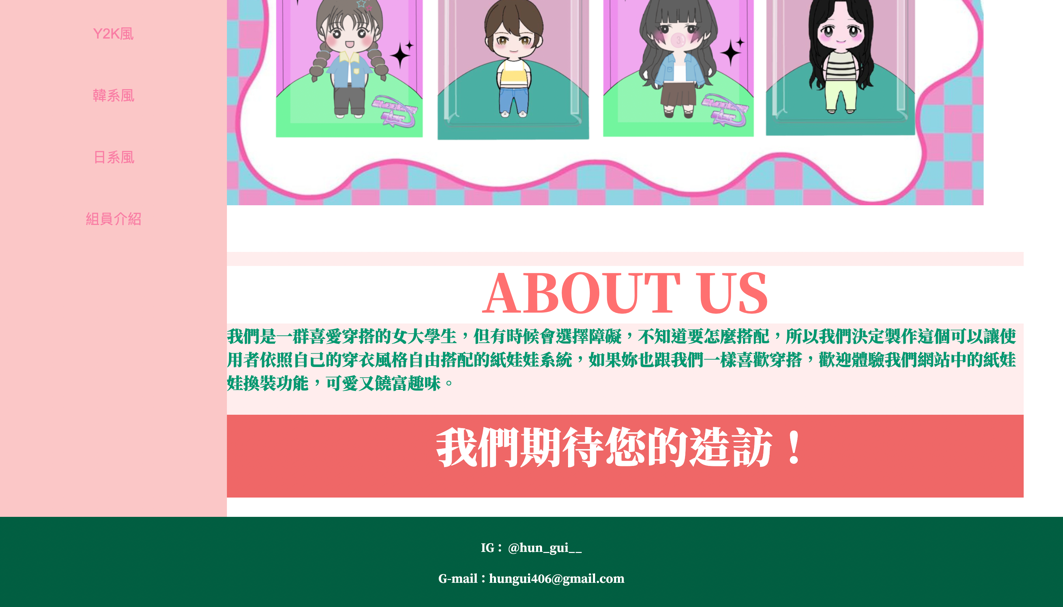 Y2K風
韓系風
日系風
組員介紹
ABOUT US
我們是一群喜愛穿搭的女大學生，但有時候會選擇障礙，不知道要怎麼搭配，所以我們決定製作這個可以讓使
用者依照自己的穿衣風格自由搭配的紙娃娃系統，如果妳也跟我們一樣喜歡穿搭，歡迎體驗我們網站中的紙娃
娃換裝功能，可愛又饒富趣味。
我們期待您的造訪！
IG： @hun_gui__
G-mail：hungui406@gmail.com